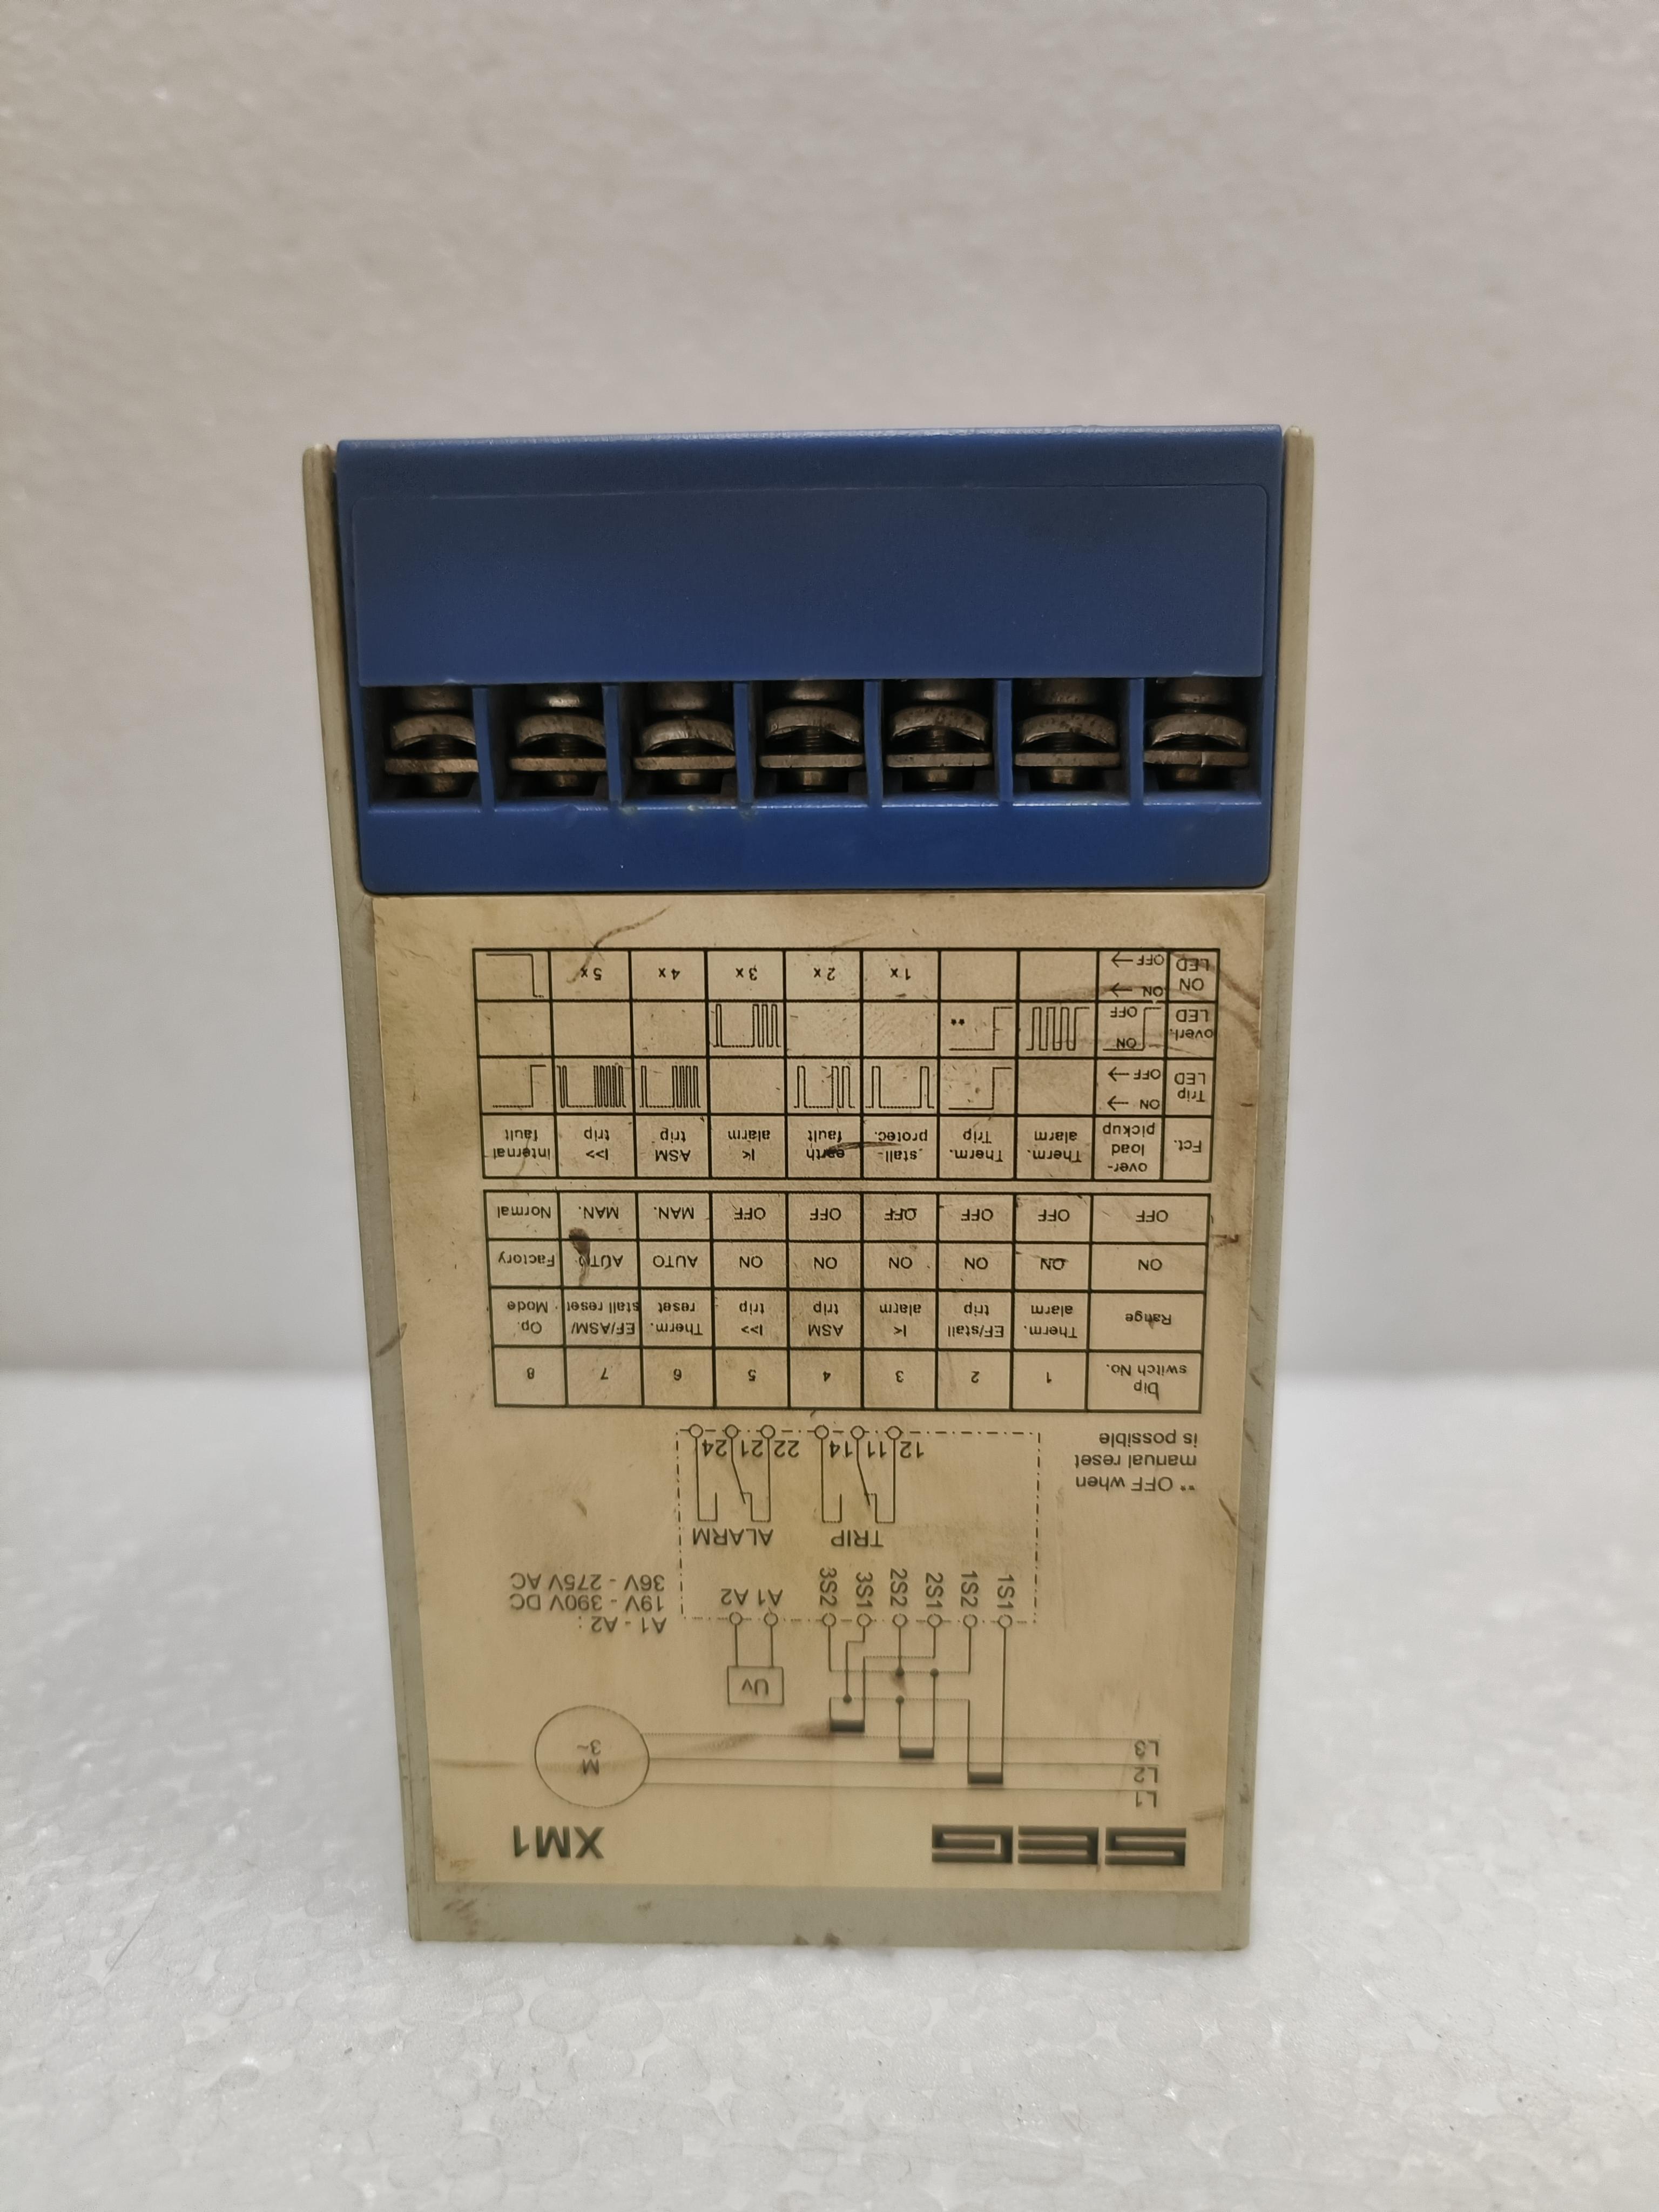 SEG XM1
L1
L2
L3
M
3~
Uv
1S1 1S2 2S1 2S2 3S1 3S2 A1 A2
A1 - A2 :
19V - 390V DC
36V - 275V AC
TRIP ALARM
12 11 14 22 21 24
** OFF when
manual reset
is possible
Dip switch No. 1 2 3 4 5 6 7 8
Range Therm. alarm EF/stall trip I< alarm ASM trip I>> trip Therm. reset EF/ASM/ stall reset Op. Mode
ON ON ON ON ON ON AUTO AUTO Factory
OFF OFF OFF OFF OFF OFF MAN. MAN. Normal
Fct. over- load pickup Therm. alarm Therm. Trip stall- protec. earth fault I< alarm ASM trip I>> trip internal fault
Trip LED ON → OFF →
overl. LED ON OFF **
ON LED ON → OFF → 1 x 2 x 3 x 4 x 5 x